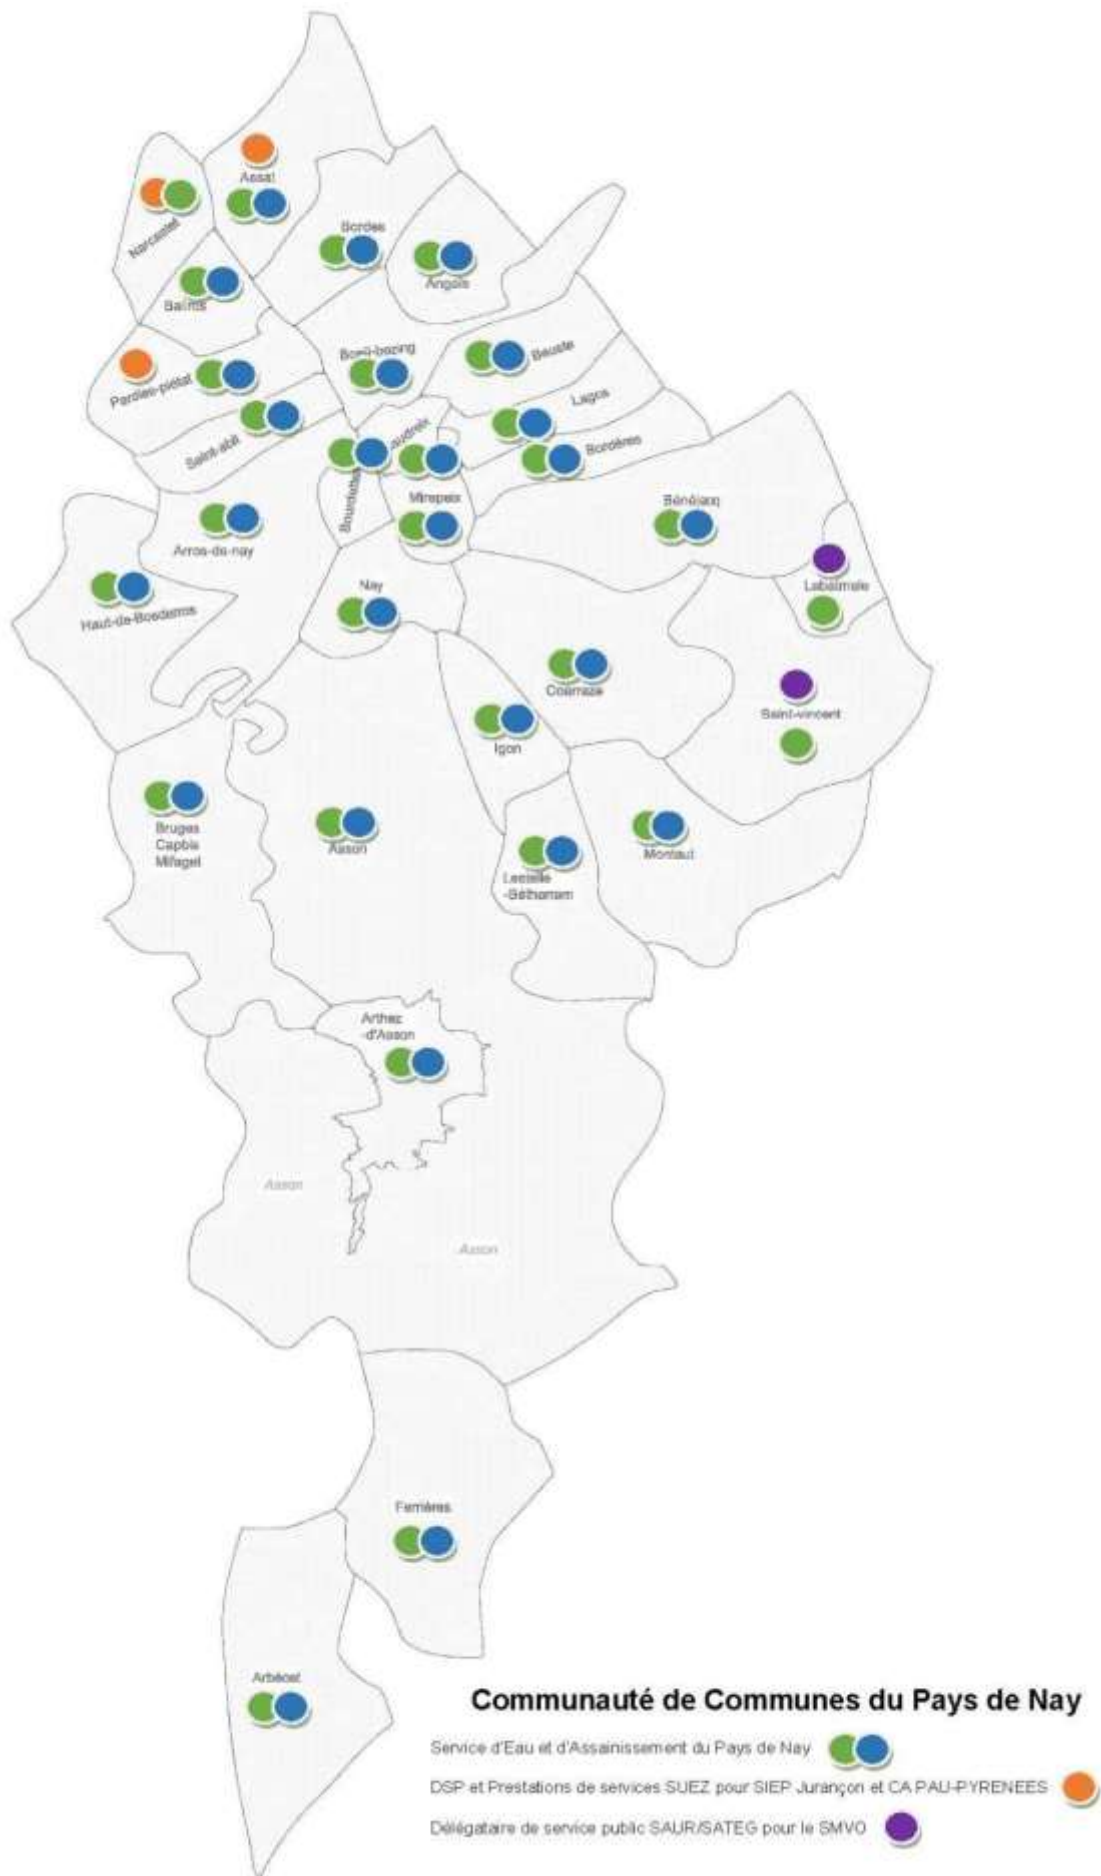 Assat
Narcastet
Bordes
Angaïs
Baliros
Boeil-bezing
Beuste
Pardies-piétat
Lagos
Saint-abit
Baudreix
Bordères
Bourdettes
Mirepeix
Bénéjacq
Arros-de-nay
Labatmale
Nay
Haut-de-Bosdarros
Coarraze
Saint-vincent
Igon
Bruges
Capbis
Mifaget
Asson
Montaut
Lestelle
-Bétharram
Arthez
-d'Asson
Asson
Asson
Ferrières
Arbéost
Communauté de Communes du Pays de Nay
Service d'Eau et d'Assainissement du Pays de Nay
DSP et Prestations de services SUEZ pour SIEP Jurançon et CA PAU-PYRENEES
Délégataire de service public SAUR/SATEG pour le SMVO